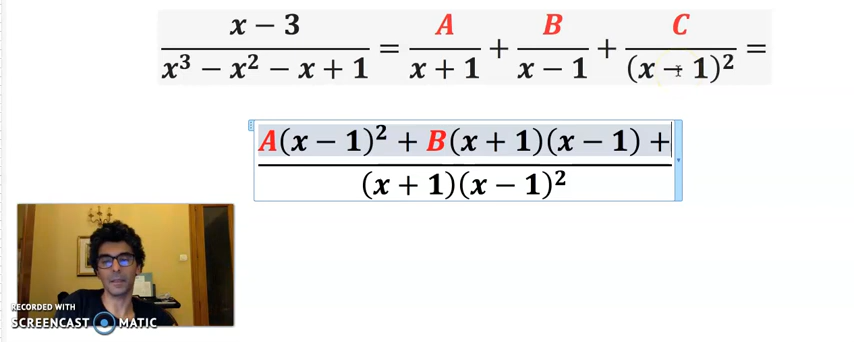 (x − 3)/(x³ − x² − x + 1) = A/(x + 1) + B/(x − 1) + C/(x − 1)² =
(A(x − 1)² + B(x + 1)(x − 1) +)/((x + 1)(x − 1)²)
RECORDED WITH
SCREENCAST MATIC